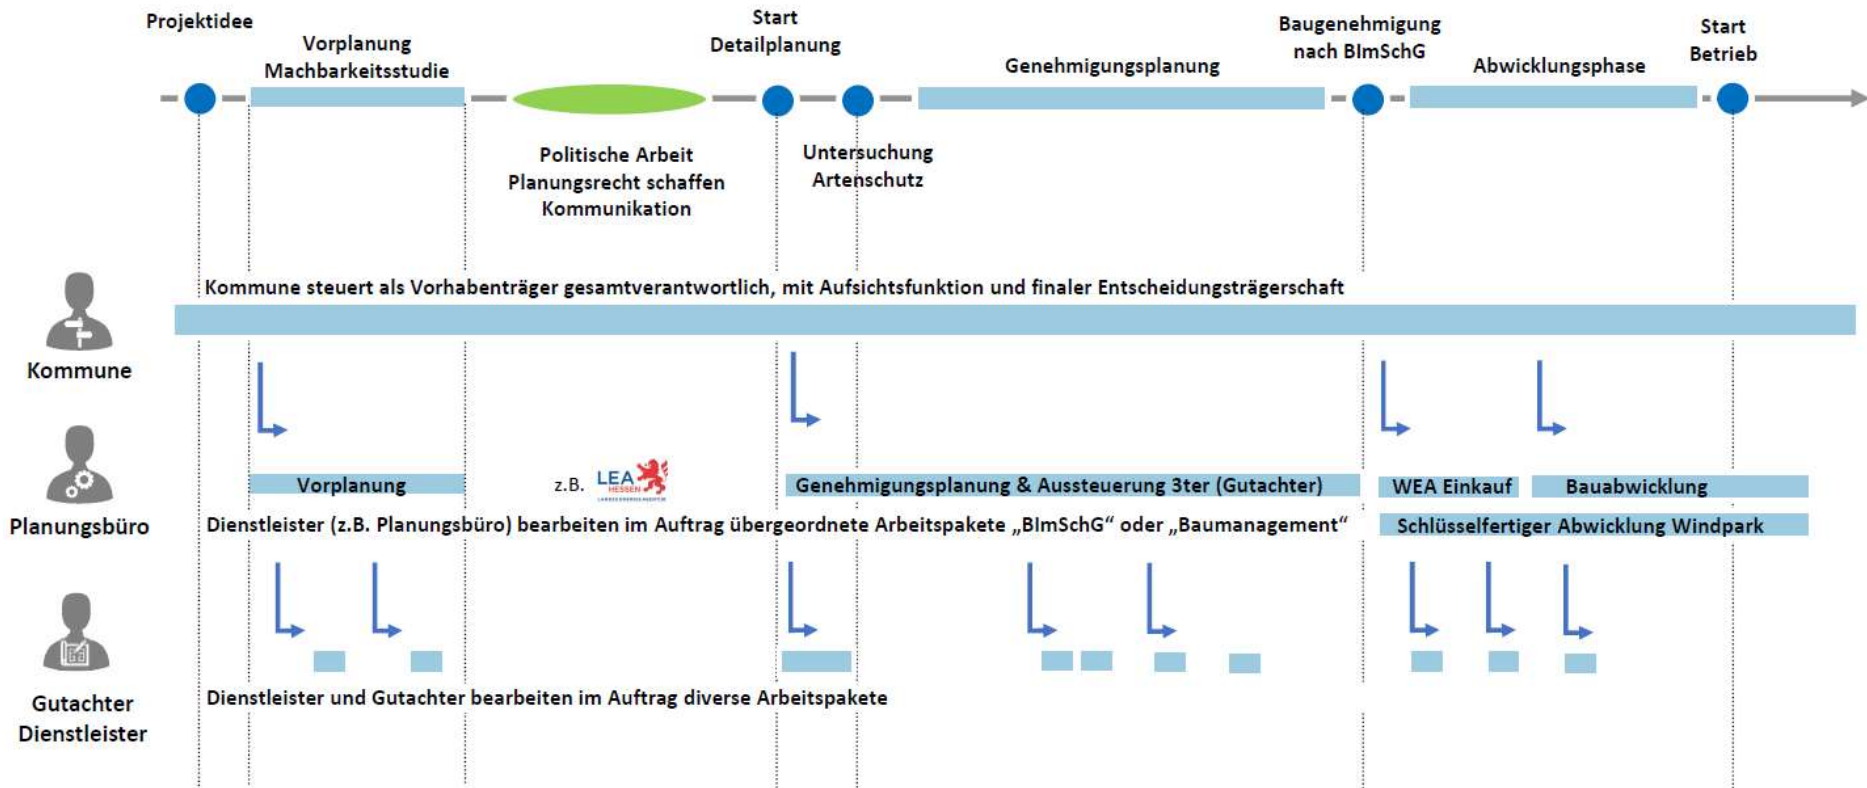 Projektidee
Vorplanung
Machbarkeitsstudie
Start
Detailplanung
Genehmigungsplanung
Baugenehmigung
nach BImSchG
Abwicklungsphase
Start
Betrieb
Politische Arbeit
Planungsrecht schaffen
Kommunikation
Untersuchung
Artenschutz
Kommune steuert als Vorhabenträger gesamtverantwortlich, mit Aufsichtsfunktion und finaler Entscheidungsträgerschaft
Kommune
Vorplanung
z.B.
LEA
HESSEN
LANDESENERGIEAGENTUR
Genehmigungsplanung & Aussteuerung 3ter (Gutachter)
WEA Einkauf
Bauabwicklung
Planungsbüro
Dienstleister (z.B. Planungsbüro) bearbeiten im Auftrag übergeordnete Arbeitspakete „BImSchG“ oder „Baumanagement“
Schlüsselfertiger Abwicklung Windpark
Gutachter
Dienstleister
Dienstleister und Gutachter bearbeiten im Auftrag diverse Arbeitspakete